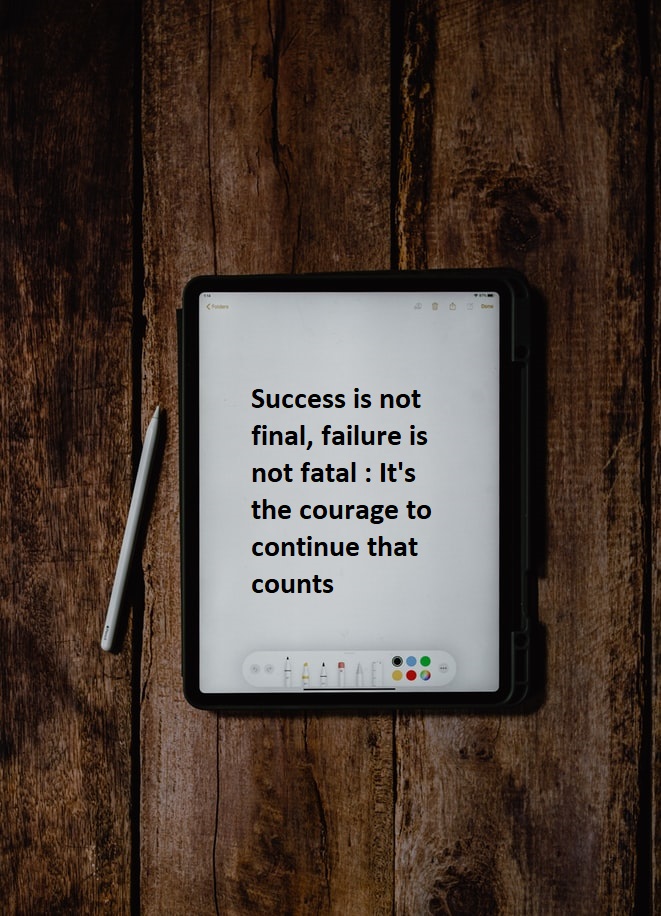 Folders
Done
Success is not
final, failure is
not fatal : It's
the courage to
continue that
counts